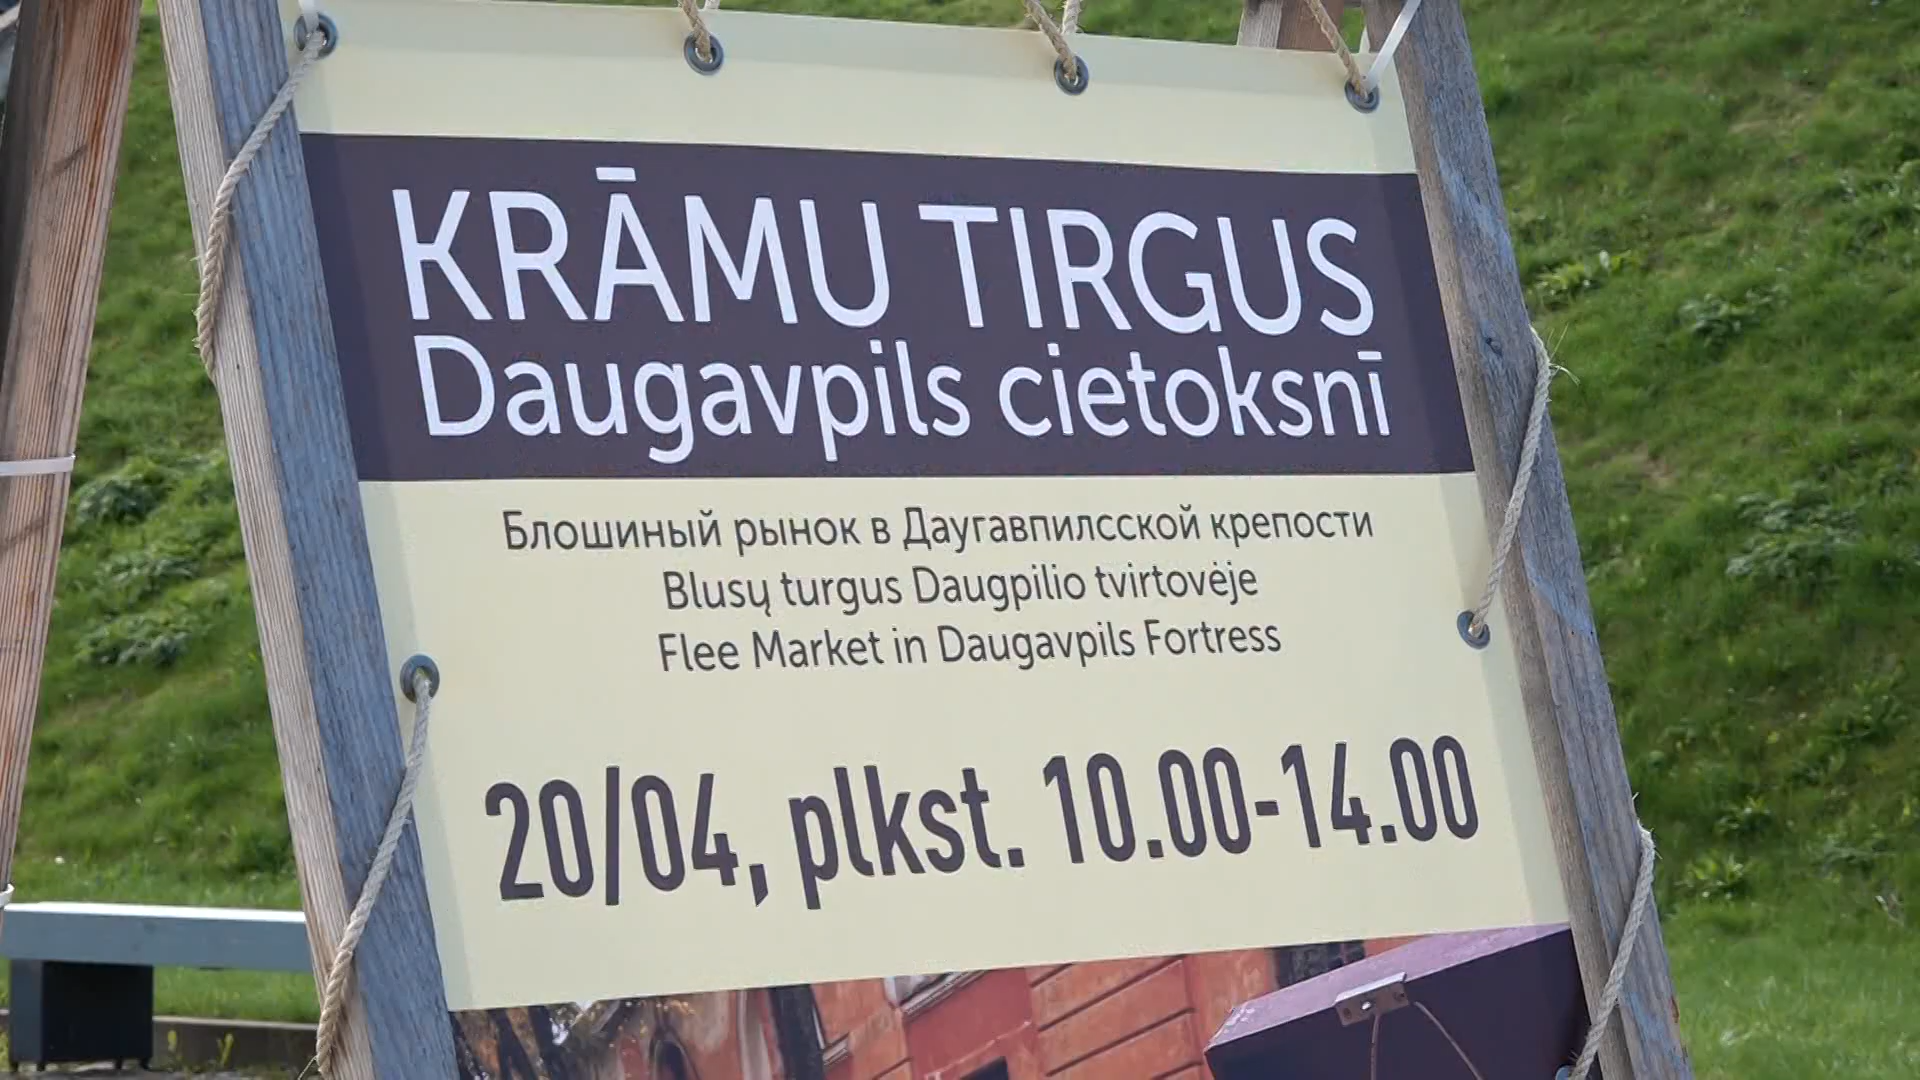 KRĀMU TIRGUS
Daugavpils cietoksnī
Блошиный рынок в Даугавпилсской крепости
Blusų turgus Daugpilio tvirtovėje
Flee Market in Daugavpils Fortress
20/04, plkst. 10.00-14.00